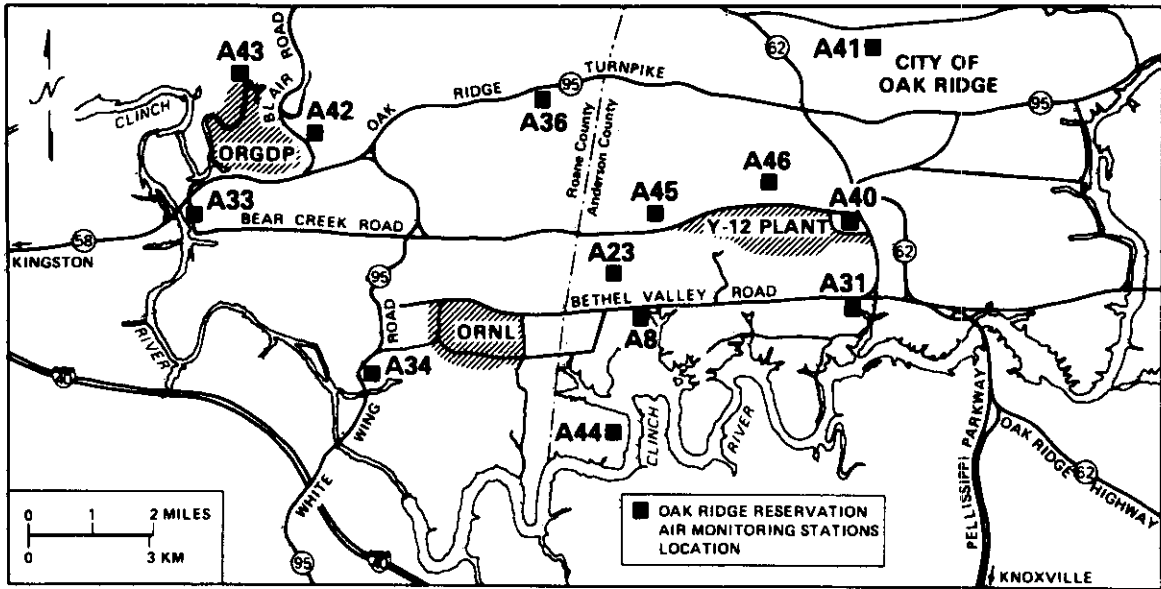 A43
BLAIR ROAD
62
A41
CITY OF
OAK RIDGE
N
CLINCH
A42
OAK RIDGE 95 TURNPIKE
A36
95
ORGDP
Roane County
Anderson County
A46
A33
A45
A40
BEAR CREEK ROAD
Y-12 PLANT
58
KINGSTON
A23
62
95
A31
BETHEL VALLEY ROAD
ROAD
ORNL
A8
RIVER
A34
40
WING
A44
CLINCH
RIVER
PELLISSIPPI PARKWAY
OAK RIDGE
62
HIGHWAY
WHITE
0 1 2 MILES
0 3 KM
OAK RIDGE RESERVATION
AIR MONITORING STATIONS
LOCATION
95
40
KNOXVILLE